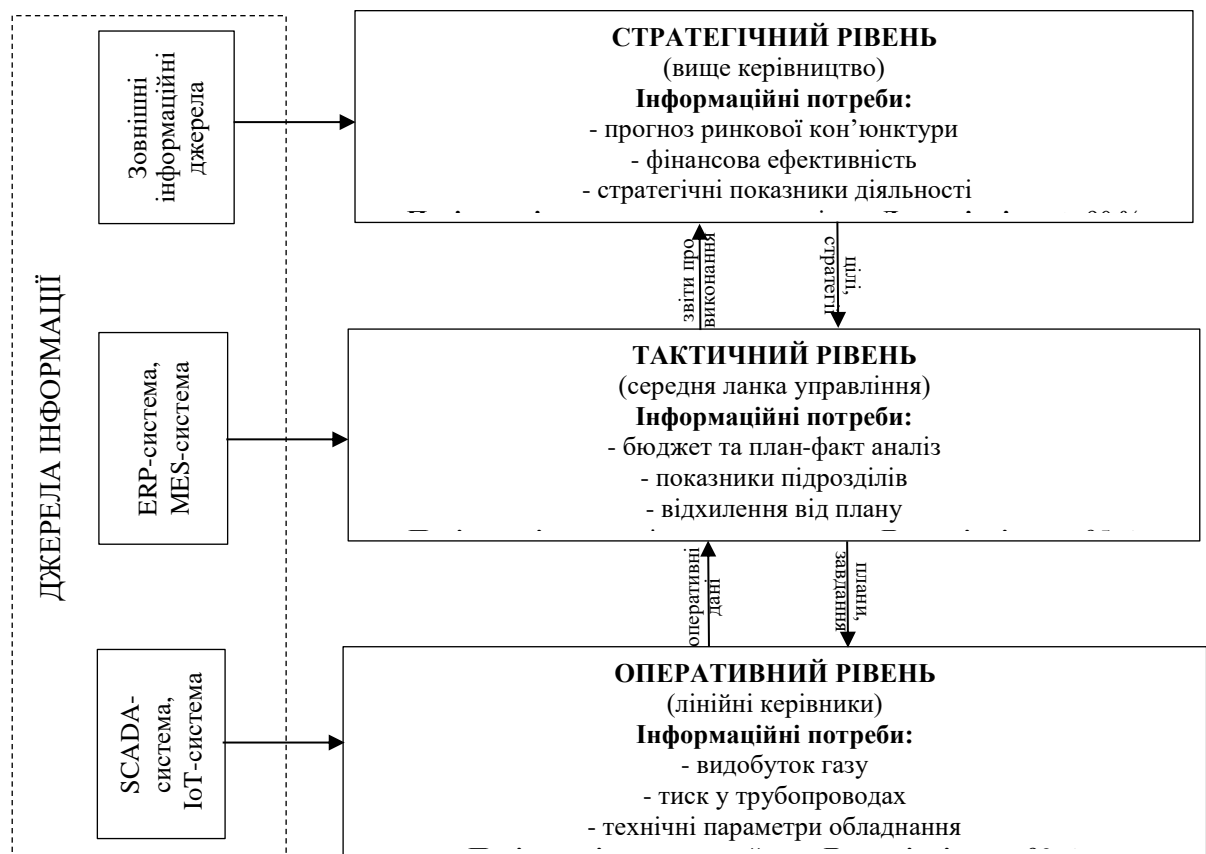 ДЖЕРЕЛА ІНФОРМАЦІЇ
Зовнішні
інформаційні
джерела
СТРАТЕГІЧНИЙ РІВЕНЬ
(вище керівництво)
Інформаційні потреби:
- прогноз ринкової кон’юнктури
- фінансова ефективність
- стратегічні показники діяльності
звіти про
виконання
цілі,
стратегії
ERP-система,
MES-система
ТАКТИЧНИЙ РІВЕНЬ
(середня ланка управління)
Інформаційні потреби:
- бюджет та план-факт аналіз
- показники підрозділів
- відхилення від плану
оперативні
дані
плани,
завдання
SCADA-
система,
IoT-система
ОПЕРАТИВНИЙ РІВЕНЬ
(лінійні керівники)
Інформаційні потреби:
- видобуток газу
- тиск у трубопроводах
- технічні параметри обладнання